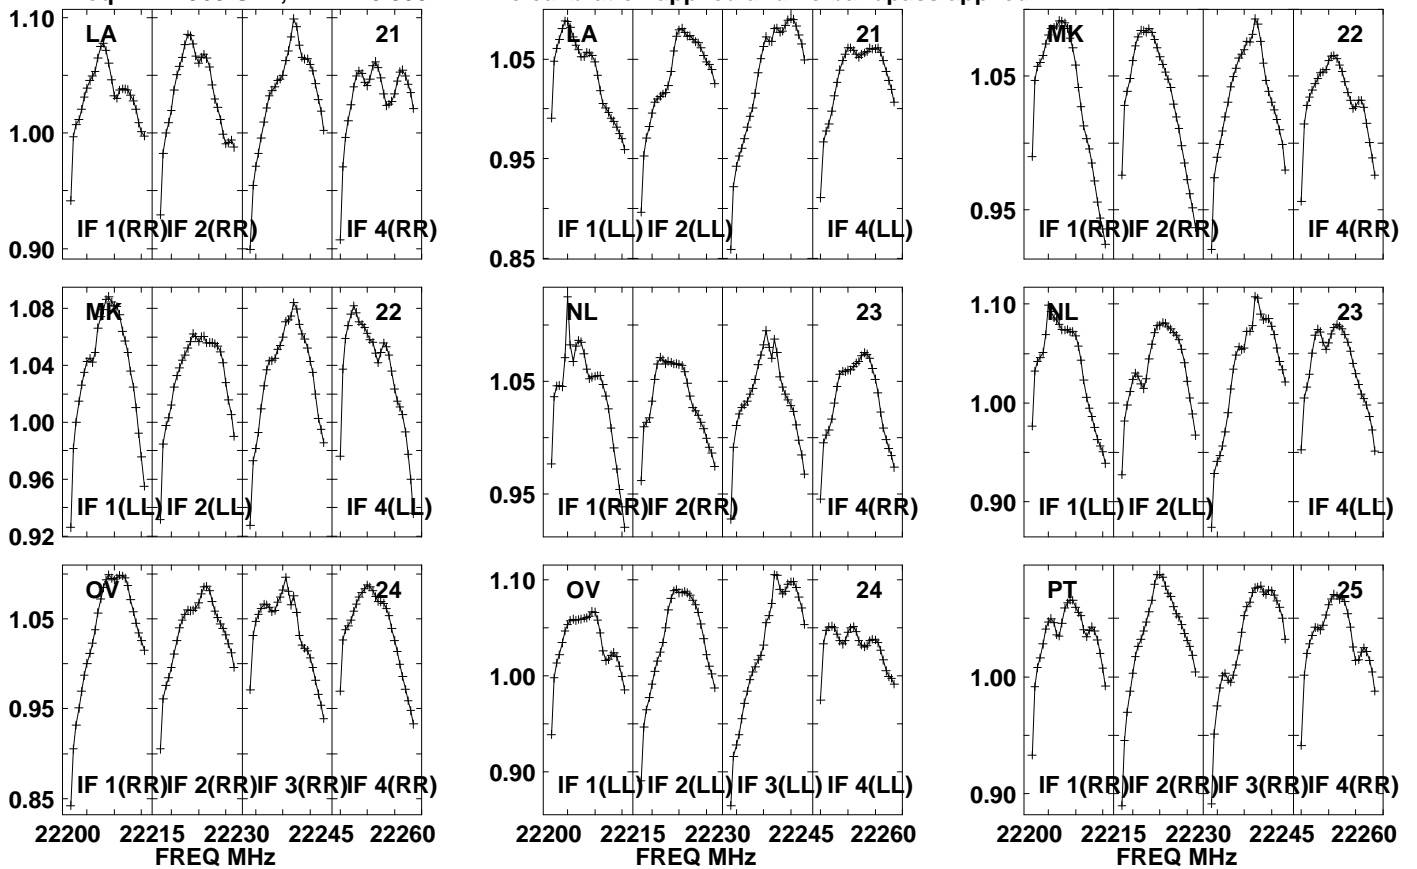 LA 21 LA 21 MK 22
1.10 1.05 1.05
1.00 0.95 0.95
0.90 0.85
IF 1(RR) IF 2(RR) IF 4(RR) IF 1(LL) IF 2(LL) IF 4(LL) IF 1(RR) IF 2(RR) IF 4(RR)
MK 22 NL 23 NL 23
1.08 1.10
1.04 1.05
1.00 1.00
0.96 0.95 0.90
0.92
IF 1(LL) IF 2(LL) IF 4(LL) IF 1(RR) IF 2(RR) IF 4(RR) IF 1(LL) IF 2(LL) IF 4(LL)
OV 24 OV 24 PT 25
1.05 1.10
0.95 1.00 1.00
0.85 0.90 0.90
IF 1(RR) IF 2(RR) IF 3(RR) IF 4(RR) IF 1(LL) IF 2(LL) IF 3(LL) IF 4(LL) IF 1(RR) IF 2(RR) IF 3(RR) IF 4(RR)
22200 22215 22230 22245 22260 22200 22215 22230 22245 22260 22200 22215 22230 22245 22260
FREQ MHz FREQ MHz FREQ MHz